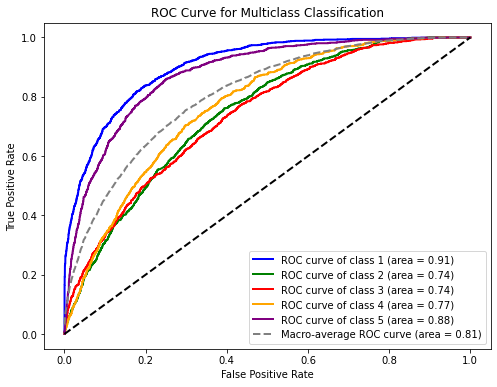 ROC Curve for Multiclass Classification
True Positive Rate
1.0
0.8
0.6
0.4
0.2
0.0
ROC curve of class 1 (area = 0.91)
ROC curve of class 2 (area = 0.74)
ROC curve of class 3 (area = 0.74)
ROC curve of class 4 (area = 0.77)
ROC curve of class 5 (area = 0.88)
Macro-average ROC curve (area = 0.81)
0.0 0.2 0.4 0.6 0.8 1.0
False Positive Rate